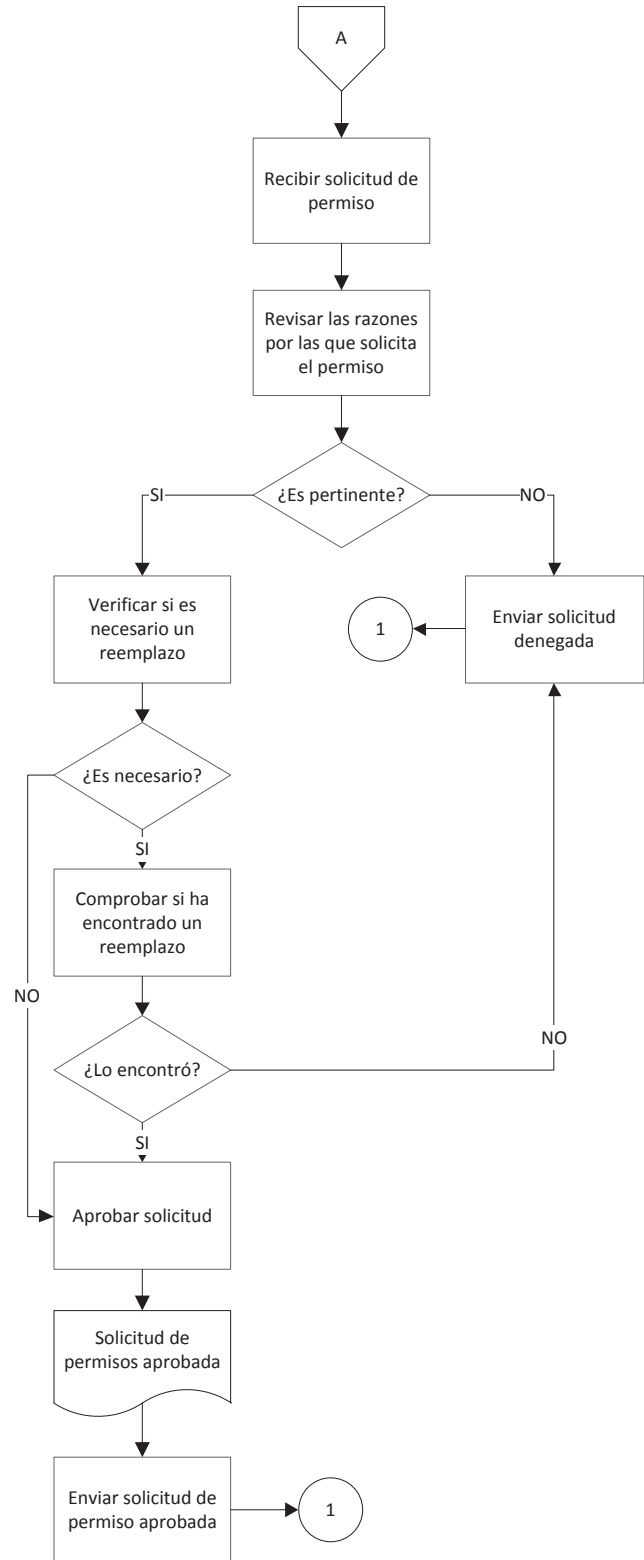 A
Recibir solicitud de
permiso
Revisar las razones
por las que solicita
el permiso
¿Es pertinente?
SI
NO
Verificar si es
necesario un
reemplazo
1
Enviar solicitud
denegada
¿Es necesario?
SI
Comprobar si ha
encontrado un
reemplazo
NO
¿Lo encontró?
NO
SI
Aprobar solicitud
Solicitud de
permisos aprobada
Enviar solicitud de
permiso aprobada
1